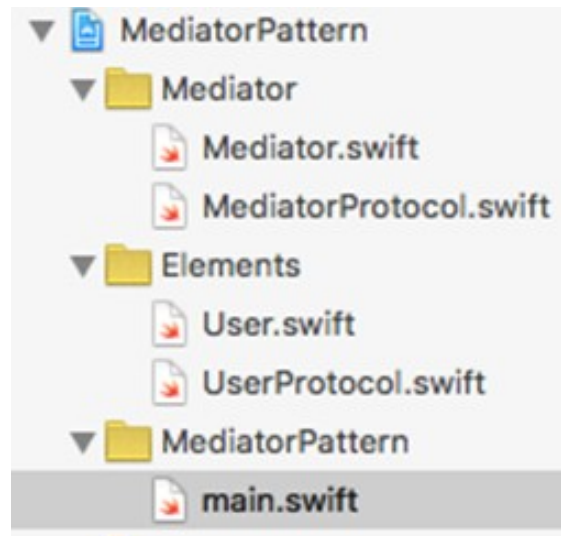 MediatorPattern
Mediator
Mediator.swift
MediatorProtocol.swift
Elements
User.swift
UserProtocol.swift
MediatorPattern
main.swift